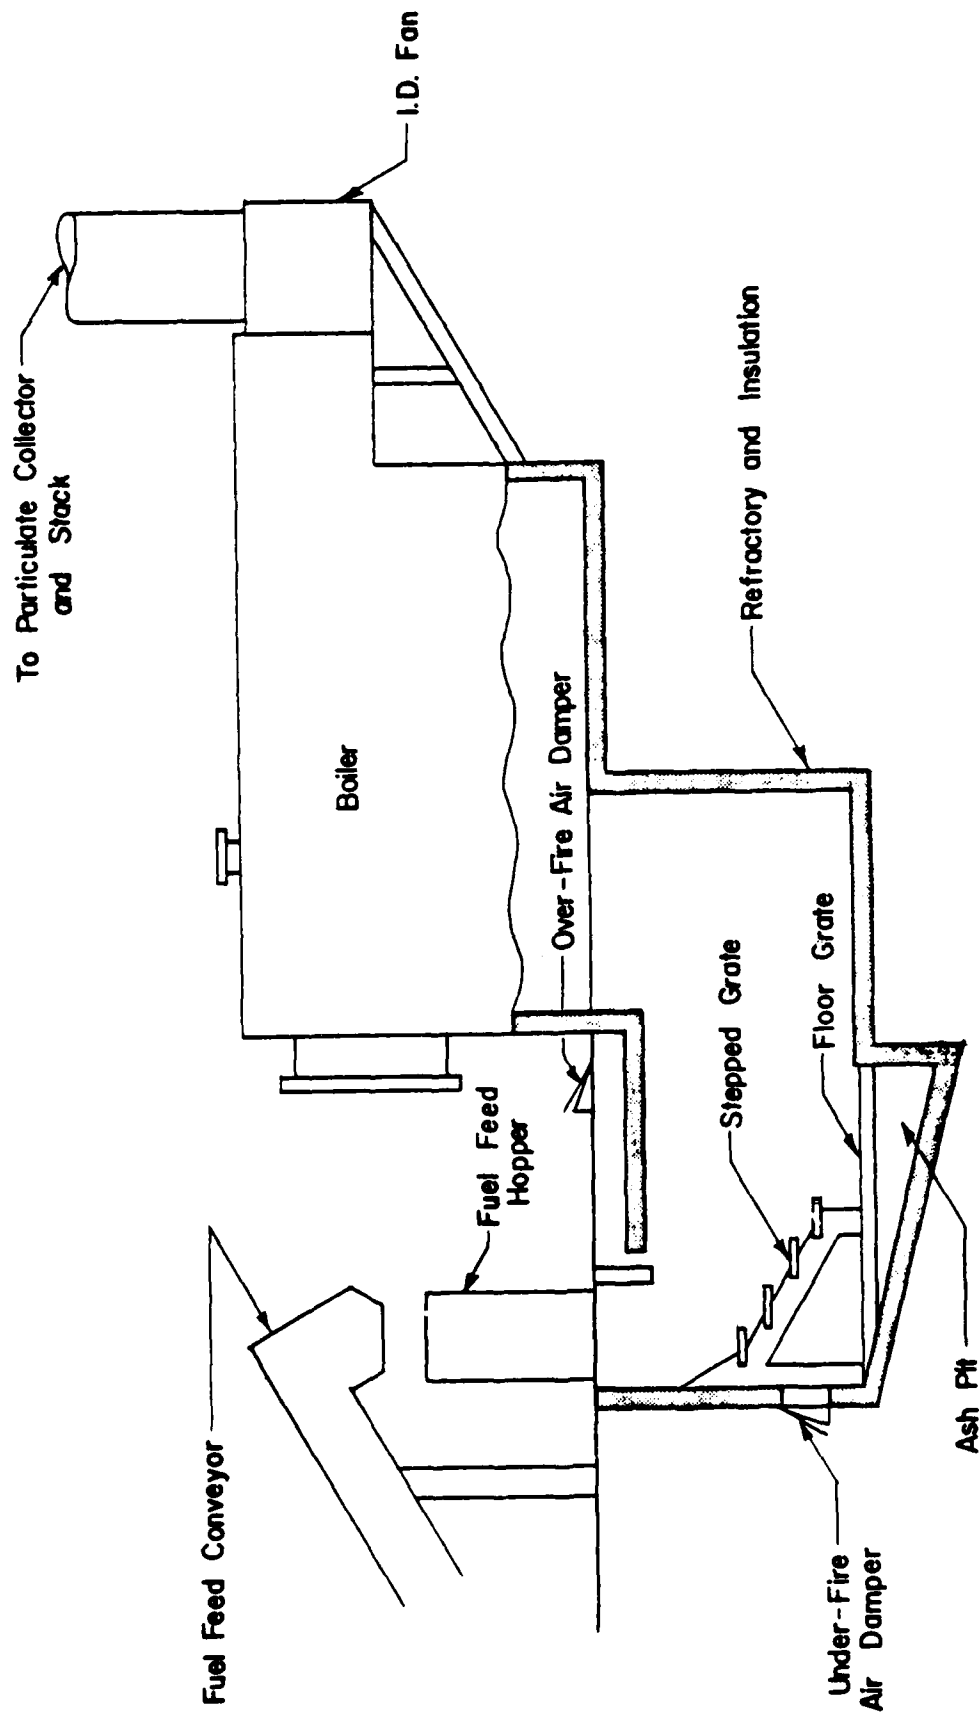 To Particulate Collector
and Stack
I.D. Fan
Fuel Feed Conveyor
Boiler
Fuel Feed
Hopper
Over-Fire Air Damper
Refractory and Insulation
Stepped Grate
Floor Grate
Under-Fire
Air Damper
Ash Pit